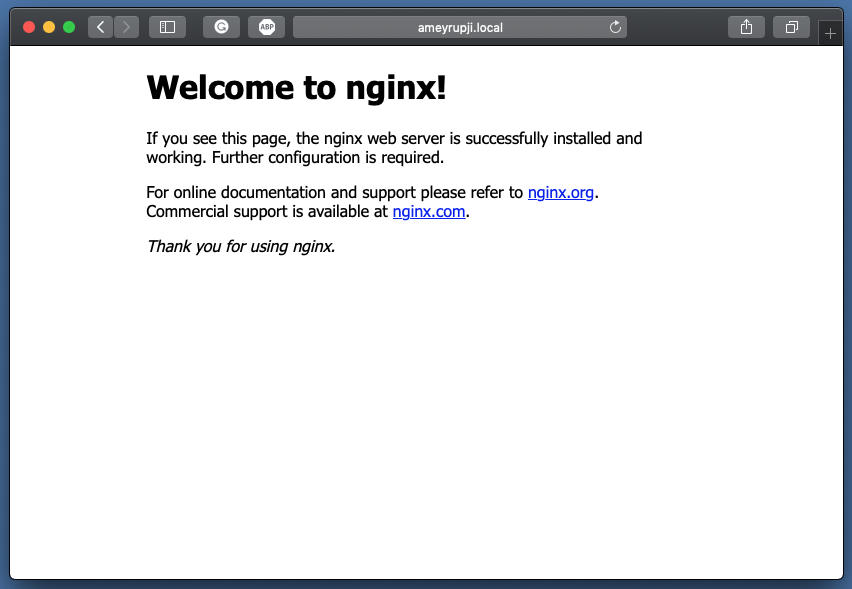 ABP
ameyrupji.local
Welcome to nginx!
If you see this page, the nginx web server is successfully installed and
working. Further configuration is required.
For online documentation and support please refer to nginx.org.
Commercial support is available at nginx.com.
Thank you for using nginx.